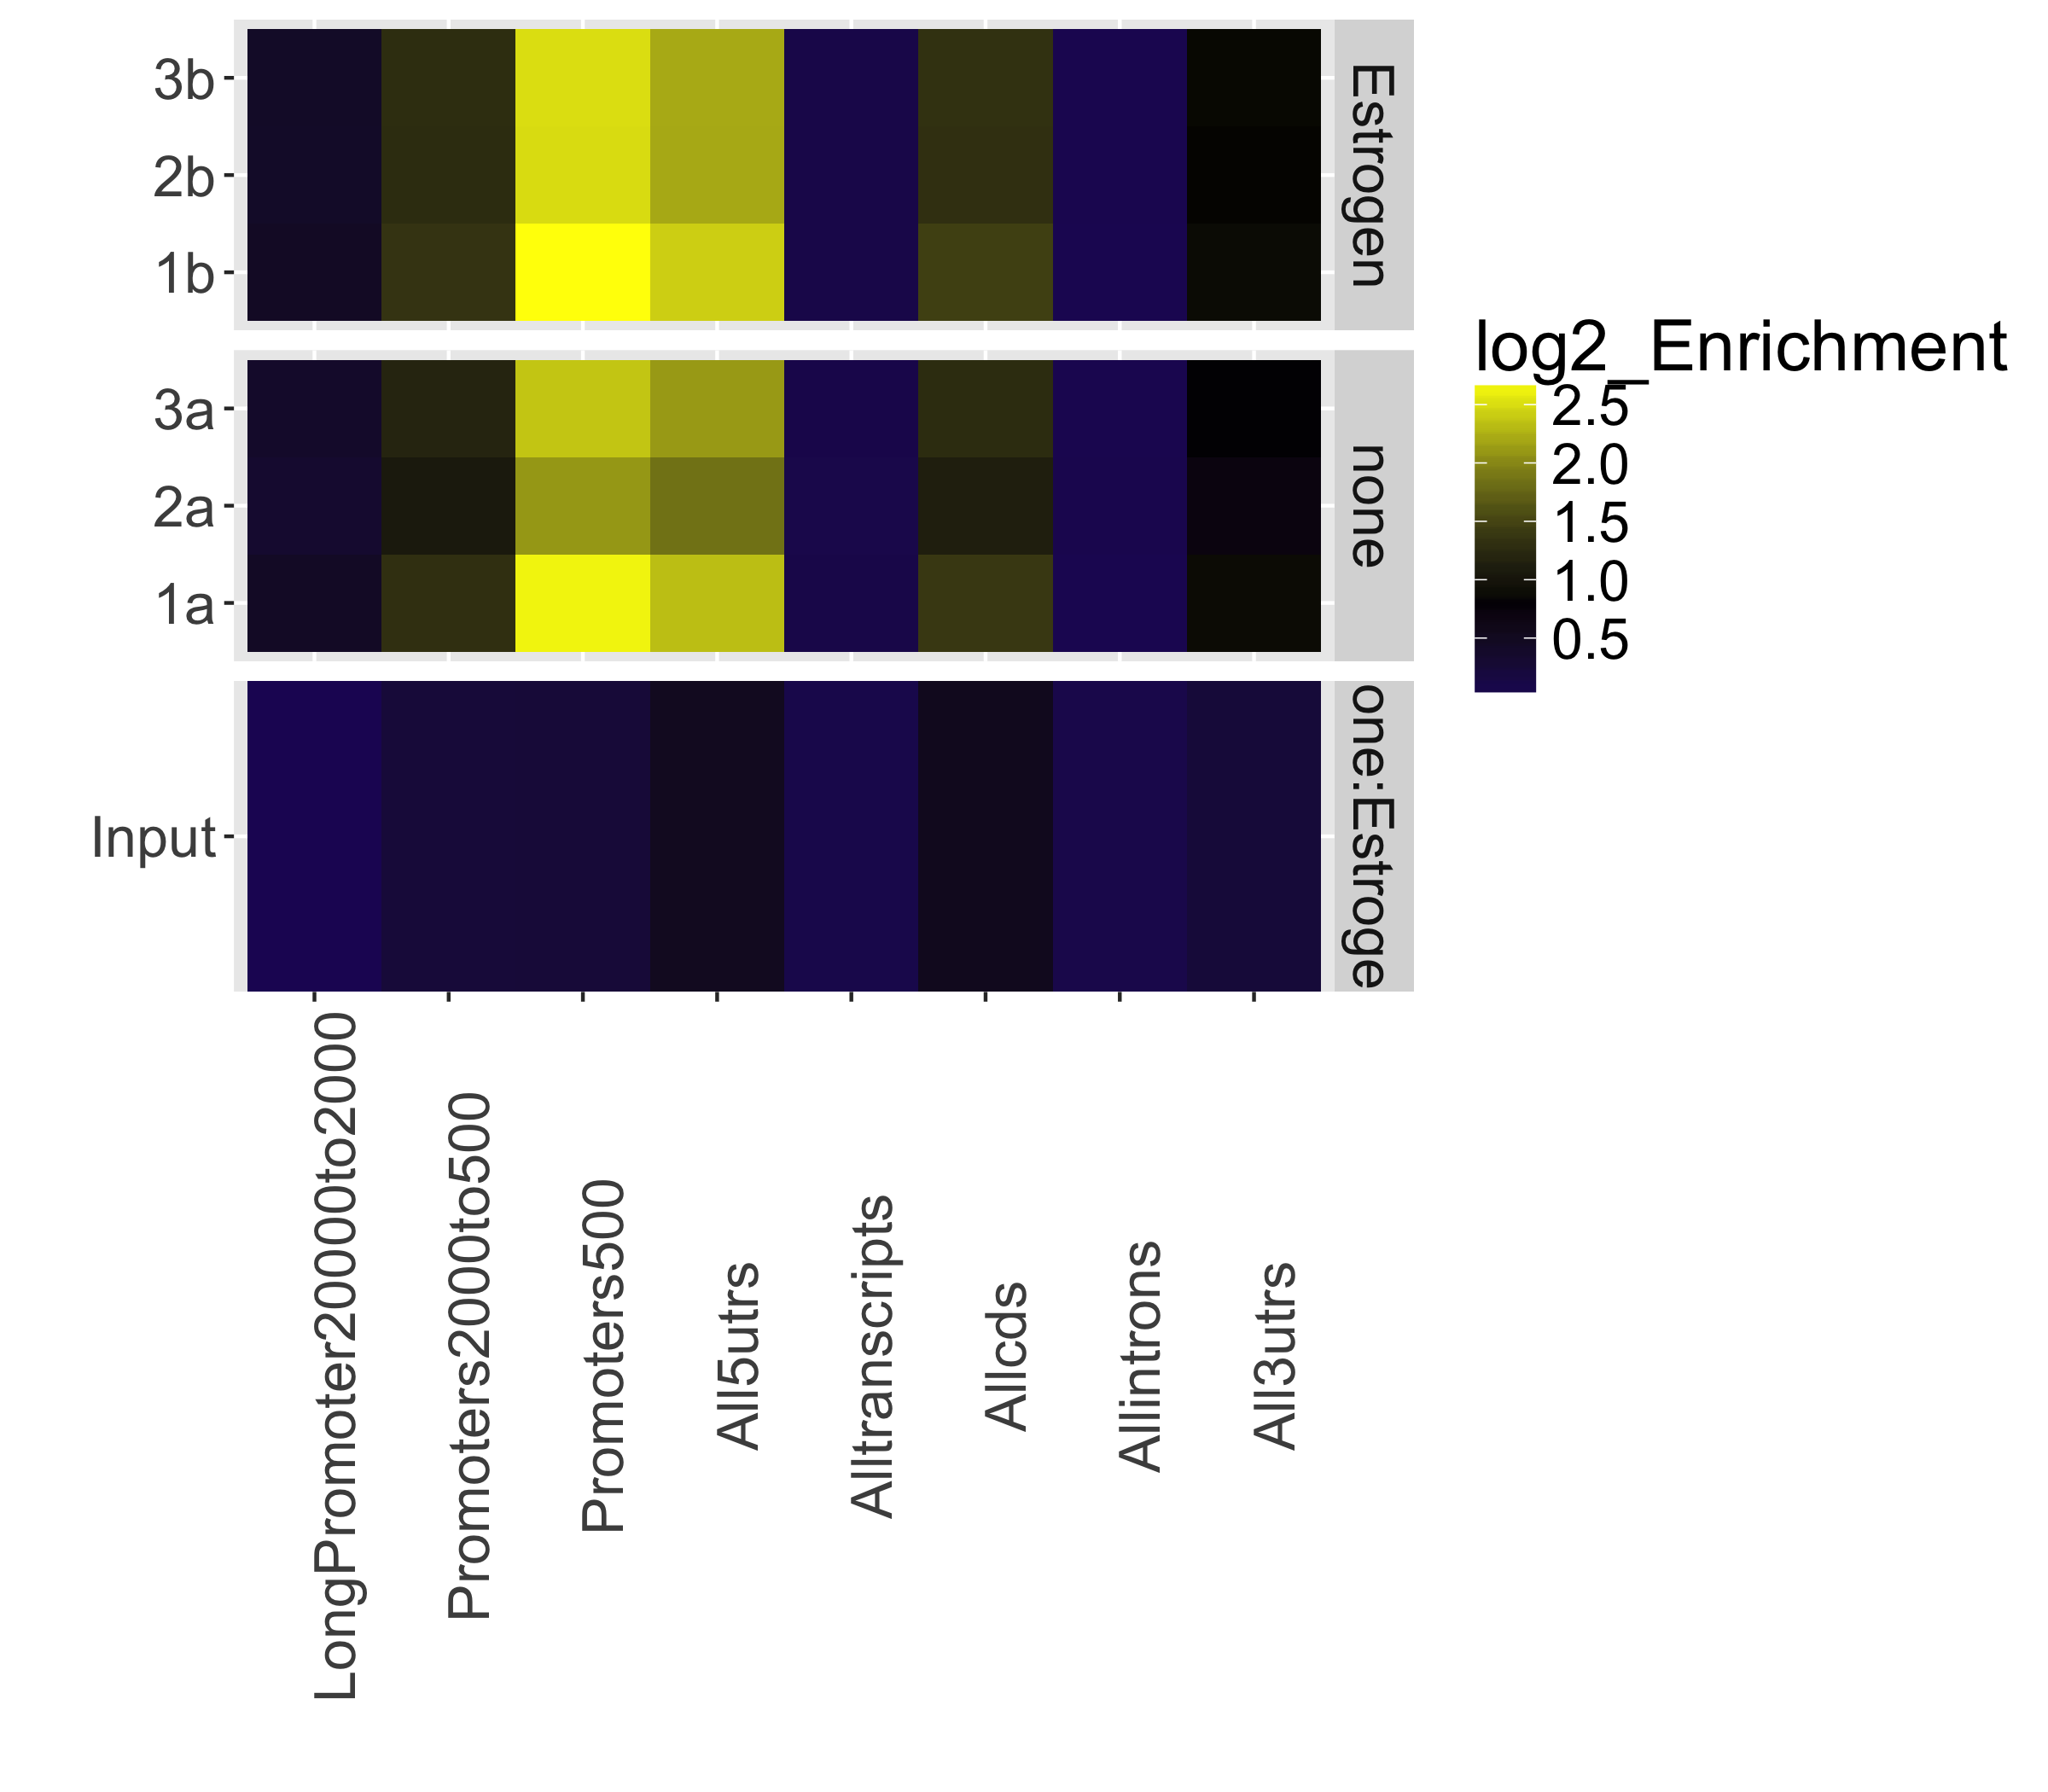 3b
2b
1b
Estrogen
3a
2a
1a
none
Input
one:Estroge
log2_Enrichment
2.5
2.0
1.5
1.0
0.5
LongPromoter20000to2000
Promoters2000to500
Promoters500
All5utrs
Alltranscripts
Allcds
Allintrons
All3utrs